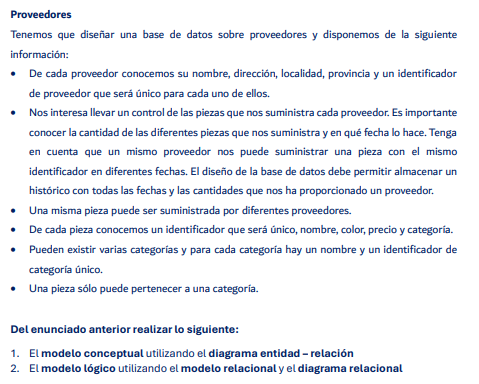 Proveedores
Tenemos que diseñar una base de datos sobre proveedores y disponemos de la siguiente
información:
• De cada proveedor conocemos su nombre, dirección, localidad, provincia y un identificador
de proveedor que será único para cada uno de ellos.
• Nos interesa llevar un control de las piezas que nos suministra cada proveedor. Es importante
conocer la cantidad de las diferentes piezas que nos suministra y en qué fecha lo hace. Tenga
en cuenta que un mismo proveedor nos puede suministrar una pieza con el mismo
identificador en diferentes fechas. El diseño de la base de datos debe permitir almacenar un
histórico con todas las fechas y las cantidades que nos ha proporcionado un proveedor.
• Una misma pieza puede ser suministrada por diferentes proveedores.
• De cada pieza conocemos un identificador que será único, nombre, color, precio y categoría.
• Pueden existir varias categorías y para cada categoría hay un nombre y un identificador de
categoría único.
• Una pieza sólo puede pertenecer a una categoría.
Del enunciado anterior realizar lo siguiente:
1. El modelo conceptual utilizando el diagrama entidad – relación
2. El modelo lógico utilizando el modelo relacional y el diagrama relacional